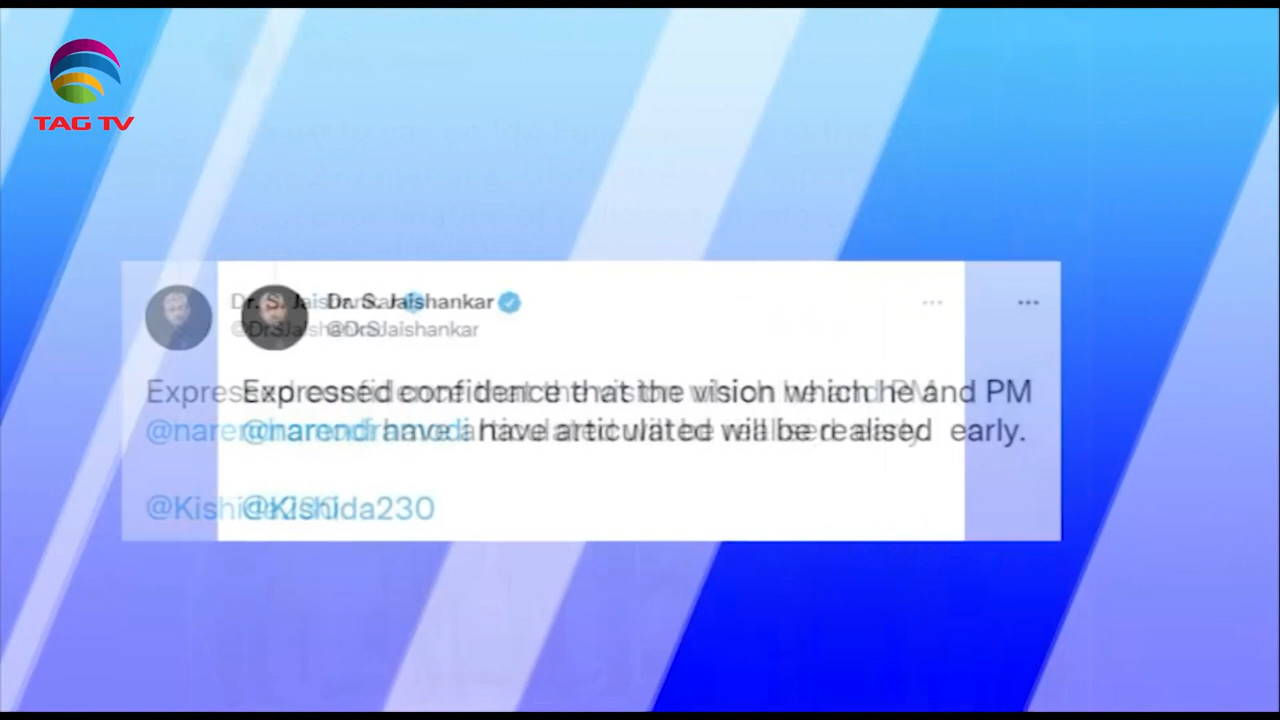 TAG TV
Dr. S. Jaishankar
@DrSJaishankar
Expressed confidence that the vision which he and PM
@narendramodi have articulated will be realised early.
@Kishida230